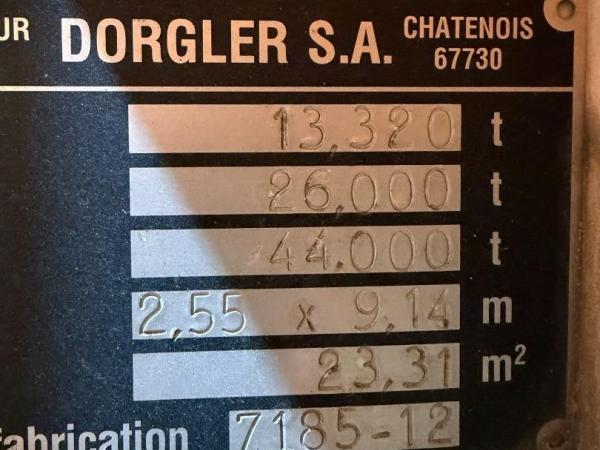 UR DORGLER S.A. CHATENOIS
67730
13,320 t
26,000 t
44.000 t
2,55 x 9,14 m
23,31 m²
fabrication 7185-12